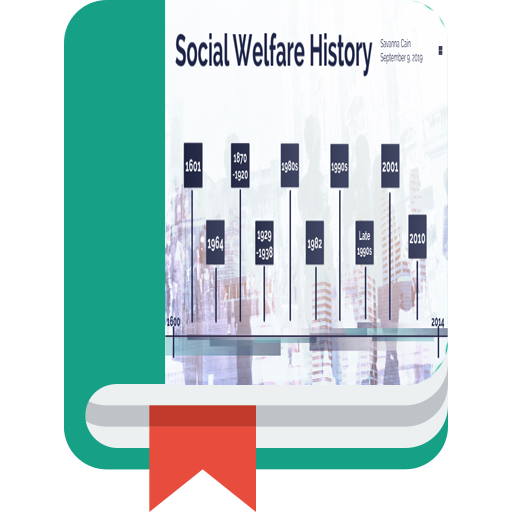 Social Welfare History
Savanna Cain
September 9, 2019
1601
1870
-1920
1980s
1990s
2001
1964
1929
-1938
1982
Late
1990s
2010
1600
2014